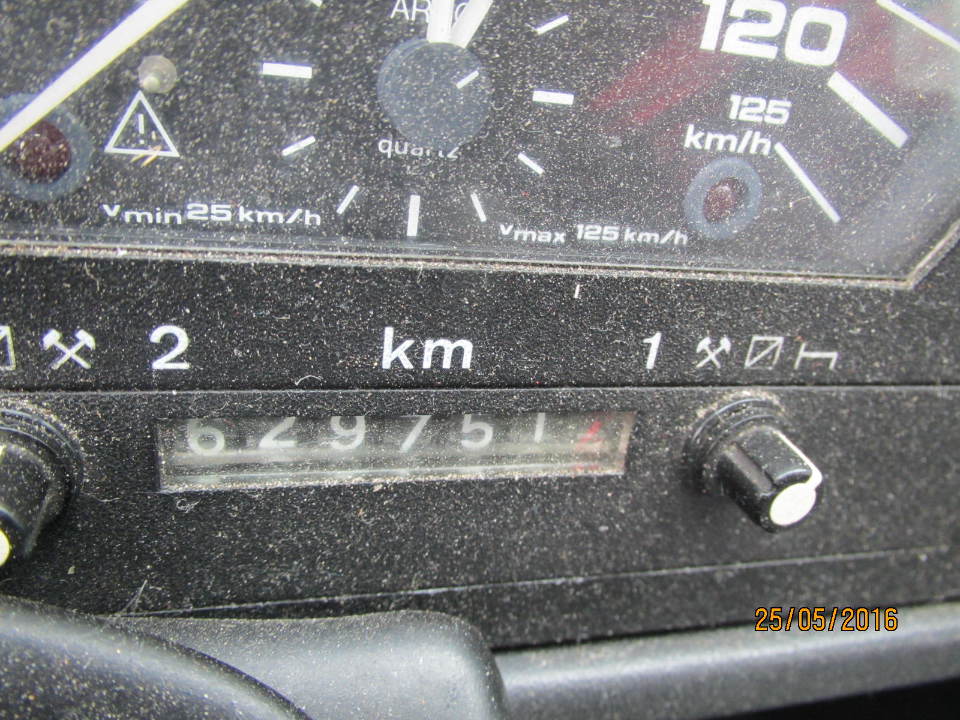 120
125
km/h
quartz
vmin 25 km/h
vmax 125 km/h
2 km 1
629751
25/05/2016